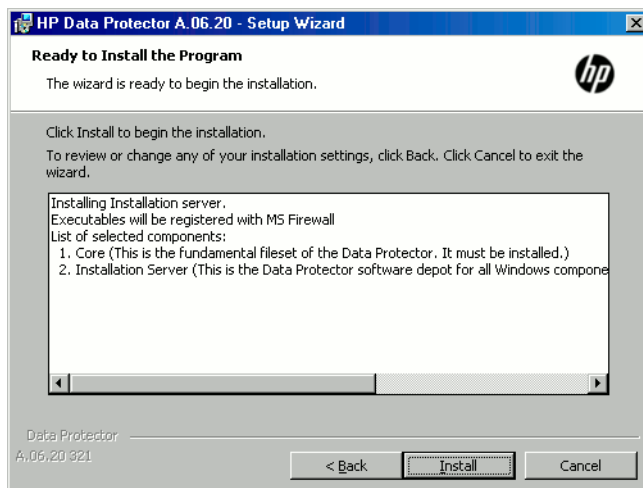 HP Data Protector A.06.20 - Setup Wizard
Ready to Install the Program
The wizard is ready to begin the installation.
hp
Click Install to begin the installation.
To review or change any of your installation settings, click Back. Click Cancel to exit the
wizard.
Installing Installation server.
Executables will be registered with MS Firewall
List of selected components:
1. Core (This is the fundamental fileset of the Data Protector. It must be installed.)
2. Installation Server (This is the Data Protector software depot for all Windows compone
Data Protector
A.06.20 321
< Back
Install
Cancel